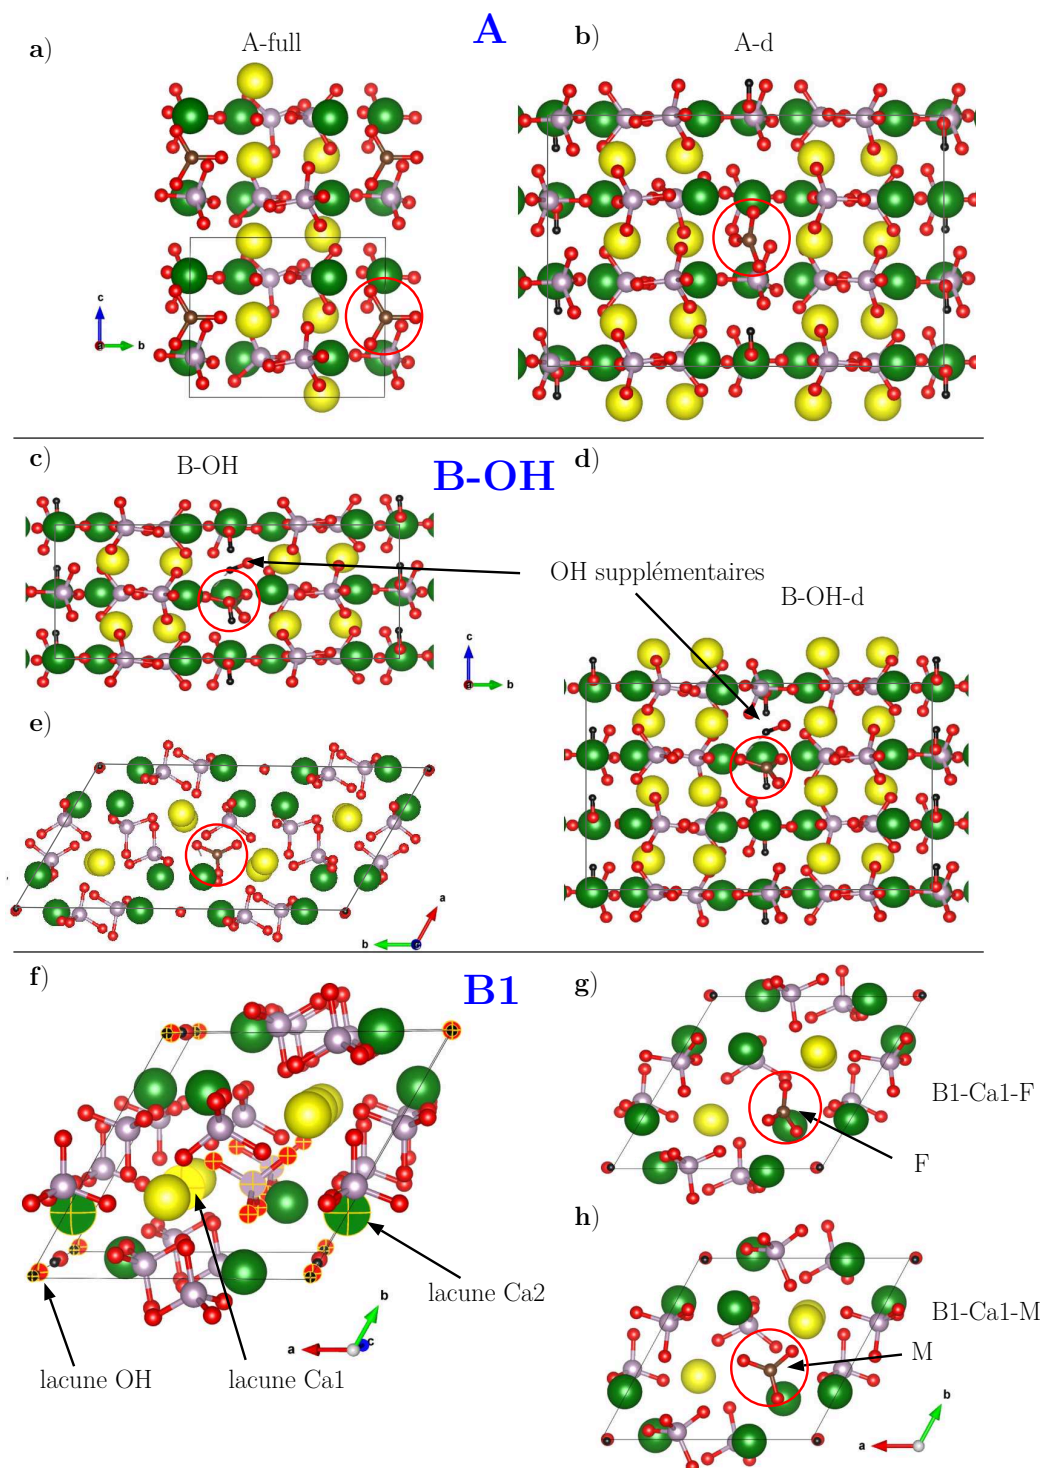 A
a)
A-full
b)
A-d
c
b
c)
B-OH
B-OH
d)
OH supplémentaires
B-OH-d
c
b
e)
a
b
f)
B1
g)
B1-Ca1-F
F
h)
B1-Ca1-M
M
lacune Ca2
b
a
c
lacune OH
lacune Ca1
b
a